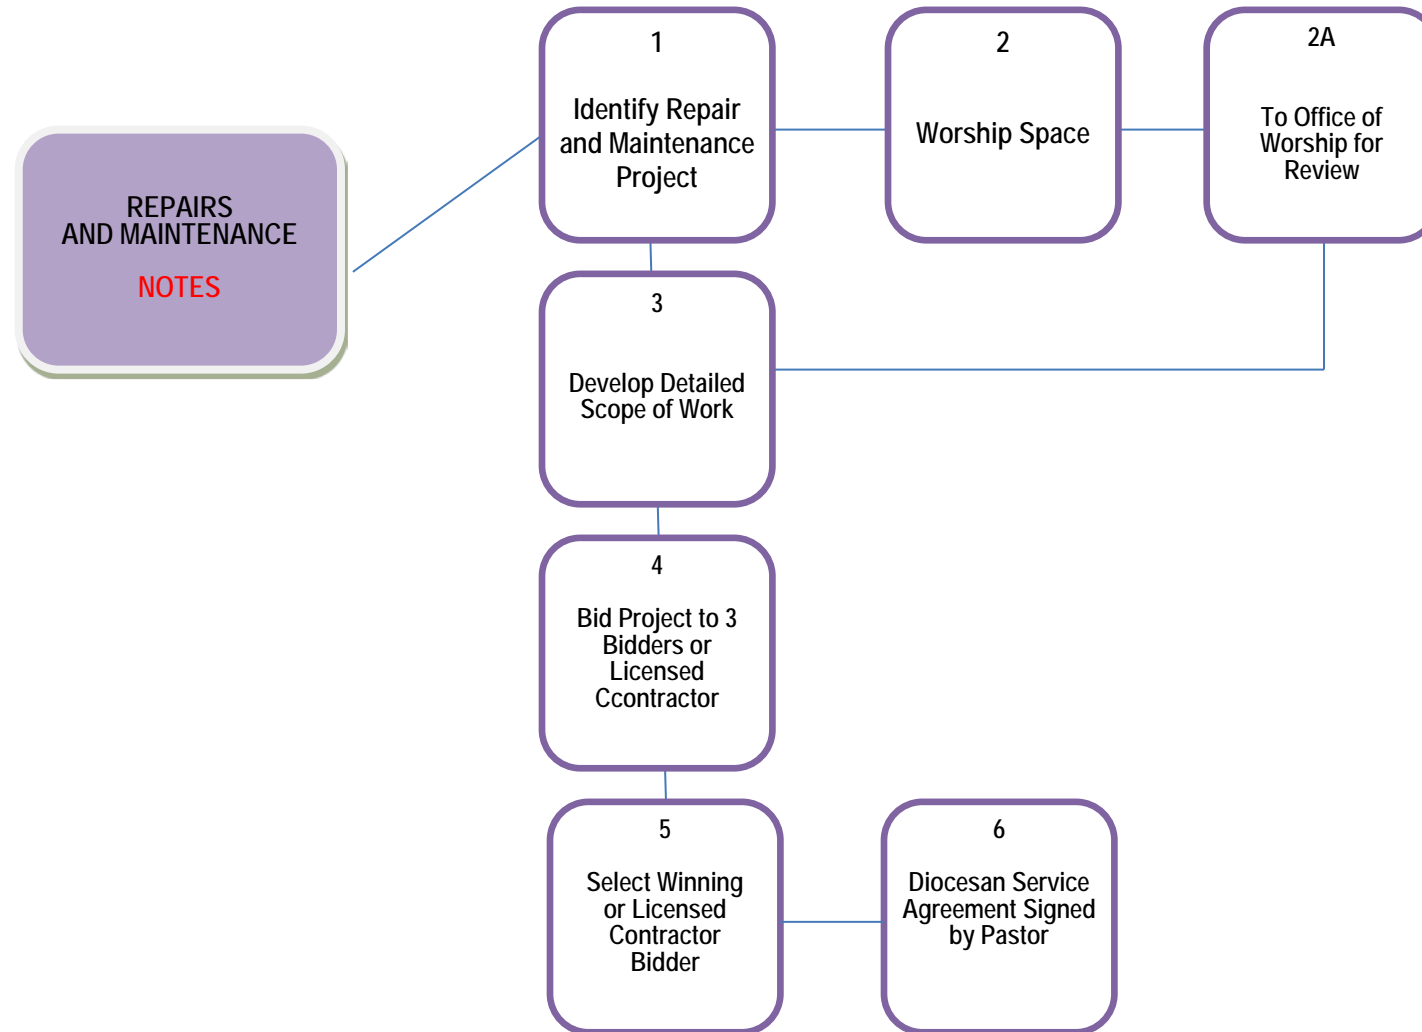 REPAIRS
AND MAINTENANCE
NOTES
1
Identify Repair
and Maintenance
Project
2
Worship Space
2A
To Office of
Worship for
Review
3
Develop Detailed
Scope of Work
4
Bid Project to 3
Bidders or
Licensed
Ccontractor
5
Select Winning
or Licensed
Contractor
Bidder
6
Diocesan Service
Agreement Signed
by Pastor